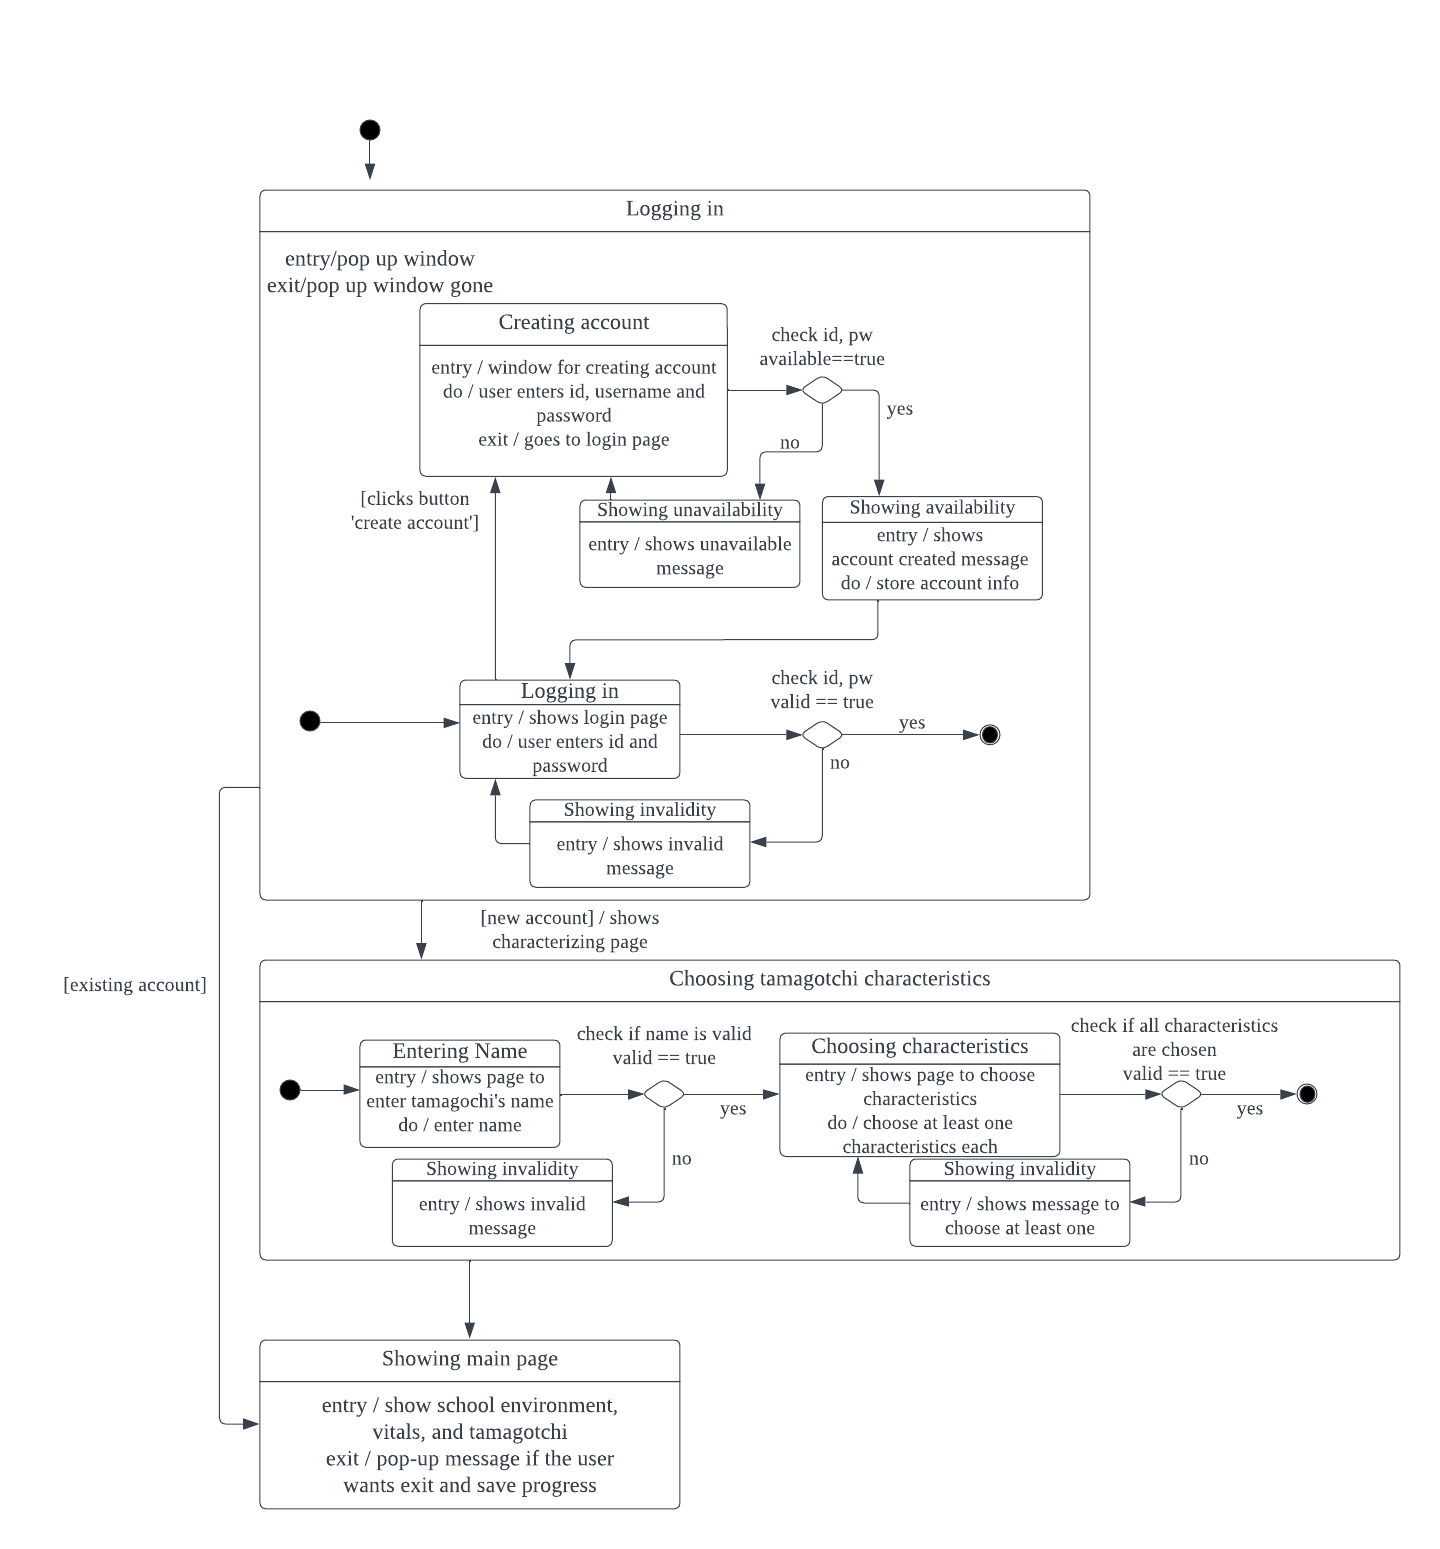 Logging in
entry/pop up window
exit/pop up window gone
Creating account
entry / window for creating account
do / user enters id, username and
password
exit / goes to login page
check id, pw
available==true
yes
no
[clicks button
'create account']
Showing unavailability
entry / shows unavailable
message
Showing availability
entry / shows
account created message
do / store account info
Logging in
entry / shows login page
do / user enters id and
password
check id, pw
valid == true
yes
no
Showing invalidity
entry / shows invalid
message
[new account] / shows
characterizing page
[existing account]
Choosing tamagotchi characteristics
Entering Name
entry / shows page to
enter tamagochi's name
do / enter name
check if name is valid
valid == true
yes
no
Showing invalidity
entry / shows invalid
message
Choosing characteristics
entry / shows page to choose
characteristics
do / choose at least one
characteristics each
check if all characteristics
are chosen
valid == true
yes
no
Showing invalidity
entry / shows message to
choose at least one
Showing main page
entry / show school environment,
vitals, and tamagotchi
exit / pop-up message if the user
wants exit and save progress